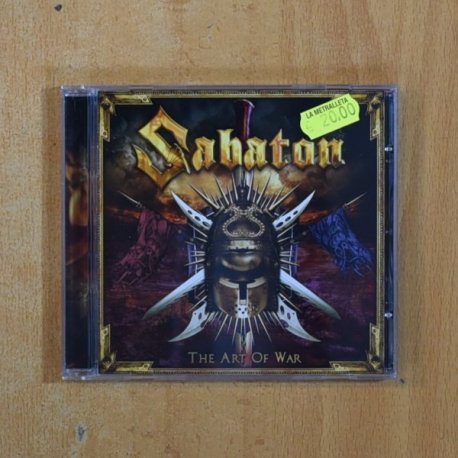 Sabaton
LA METRALLETA
€ 20.00
THE ART OF WAR